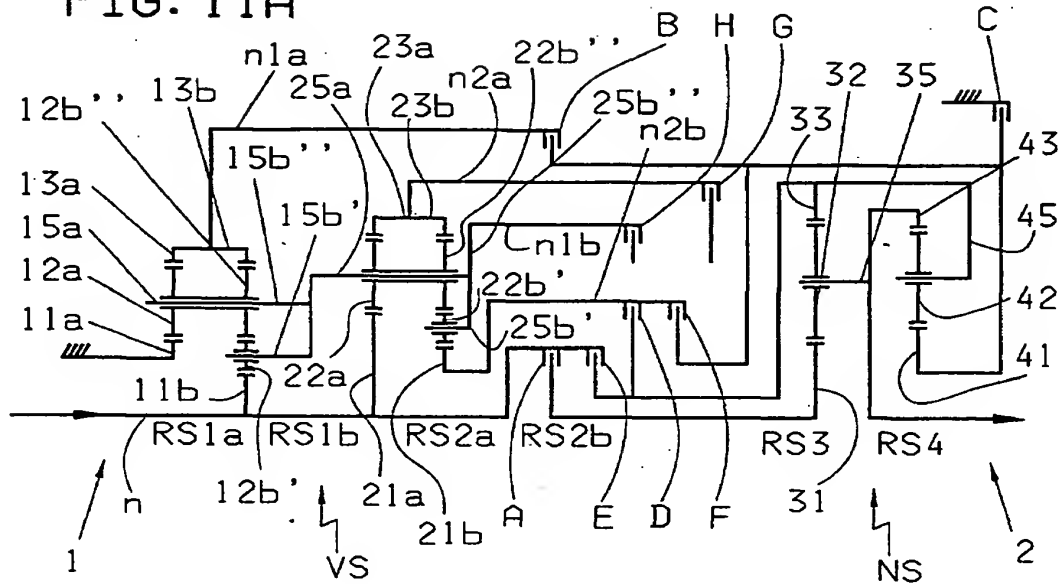 FIG. 11A
23a
22b''
B
H
G
C
n1a
n2a
12b''
13b
25a
23b
25b''
n2b
32
35
33
43
15b''
13a
15b'
15a
n1b
45
12a
22b'
42
11a
22a
25b'
41
11b
RS1a
RS1b
RS2a
RS2b
RS3
RS4
n
12b'
21a
21b
A
E
D
F
31
1
VS
NS
2